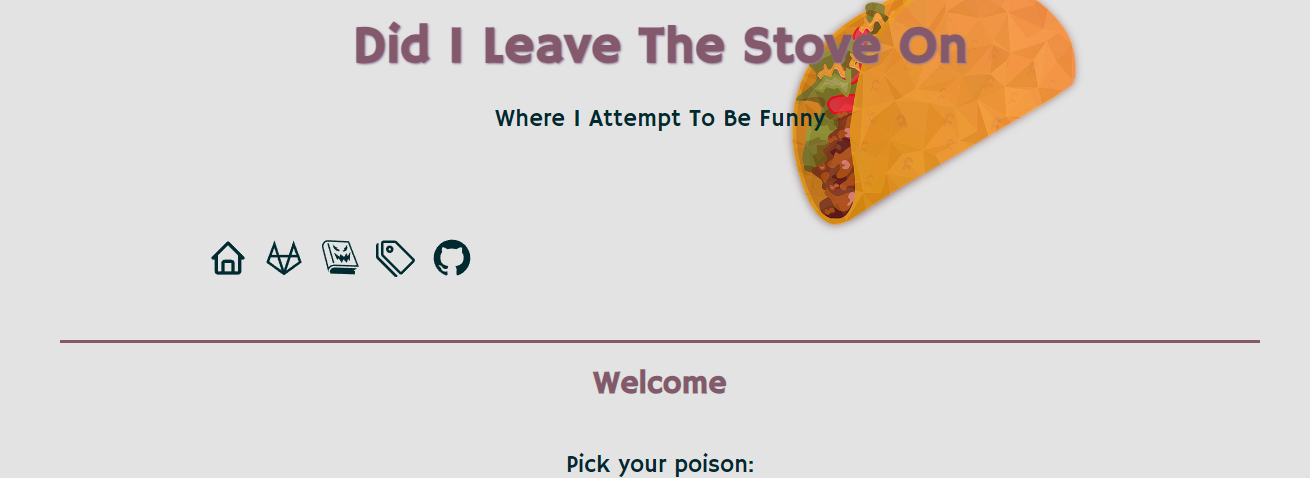 Did I Leave The Stove On
Where I Attempt To Be Funny
Welcome
Pick your poison: